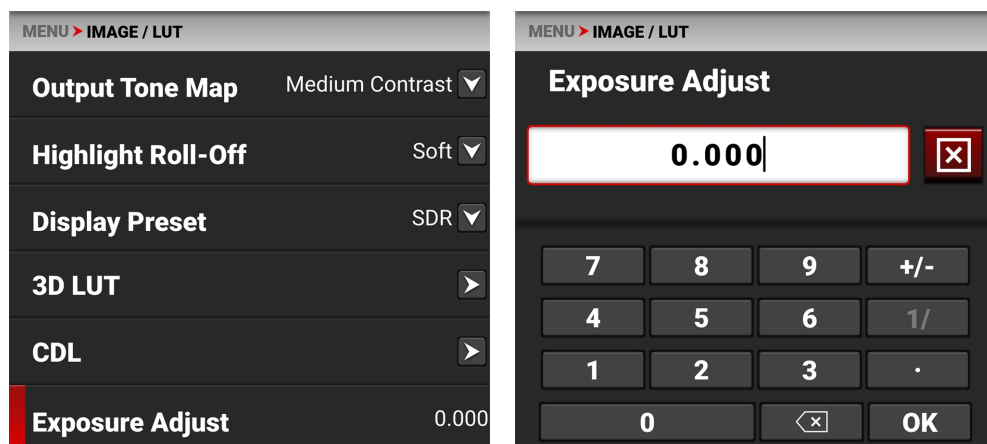 MENU ➤ IMAGE / LUT
Output Tone Map Medium Contrast
Highlight Roll-Off Soft
Display Preset SDR
3D LUT
CDL
Exposure Adjust 0.000
MENU ➤ IMAGE / LUT
Exposure Adjust
0.000
7 8 9 +/-
4 5 6 1/
1 2 3 .
0 OK